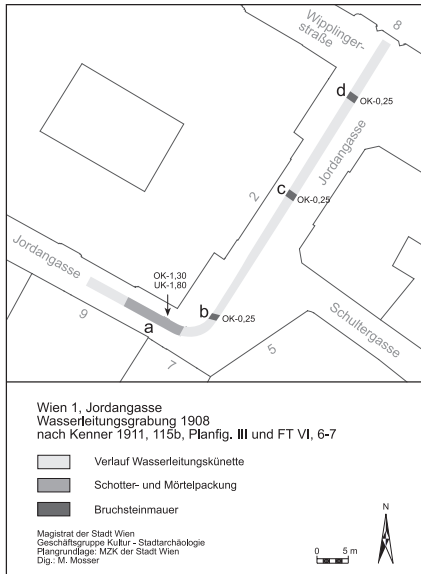 8
Wipplinger-
straße
d
OK-0,25
Jordangasse
2
c
OK-0,25
Jordangasse
OK-1,30
UK-1,80
b
OK-0,25
a
9
7
5
Schultergasse
Wien 1, Jordangasse
Wasserleitungsgrabung 1908
nach Kenner 1911, 115b, Planfig. III und FT VI, 6-7
Verlauf Wasserleitungskünette
Schotter- und Mörtelpackung
Bruchsteinmauer
Magistrat der Stadt Wien
Geschäftsgruppe Kultur - Stadtarchäologie
Plangrundlage: MZK der Stadt Wien
Dig.: M. Mosser
N
0 5 m